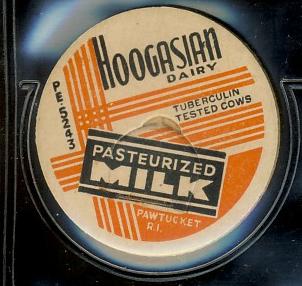 HOOGASIAN
DAIRY
PE-5243
TUBERCULIN
TESTED COWS
PASTEURIZED
MILK
PAWTUCKET
R.I.